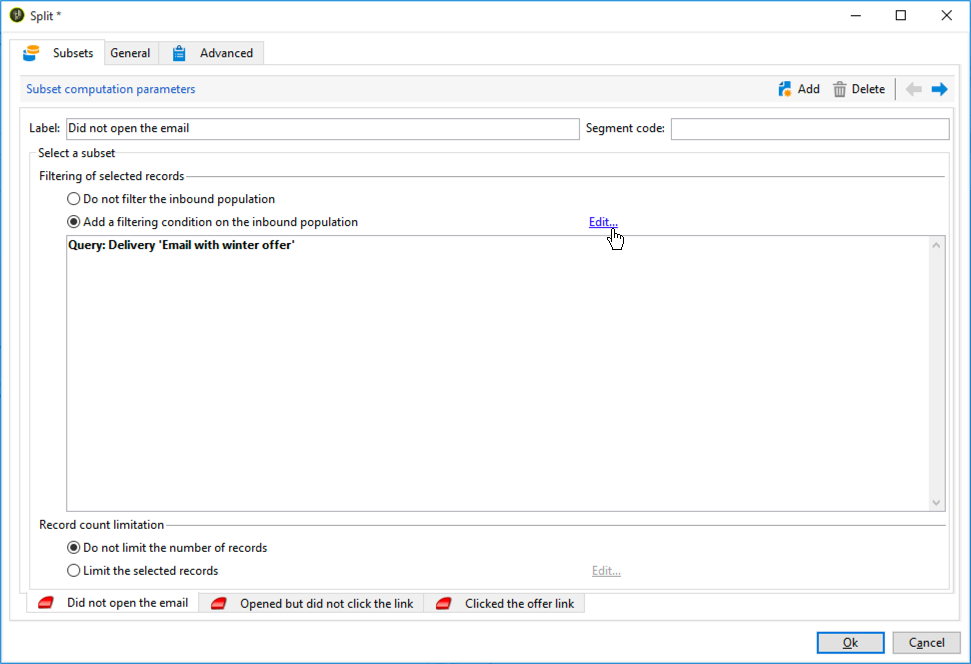 Split *
Subsets General Advanced
Subset computation parameters Add Delete
Label: Did not open the email Segment code:
Select a subset
Filtering of selected records
Do not filter the inbound population
Add a filtering condition on the inbound population Edit...
Query: Delivery 'Email with winter offer'
Record count limitation
Do not limit the number of records
Limit the selected records Edit...
Did not open the email Opened but did not click the link Clicked the offer link
Ok Cancel